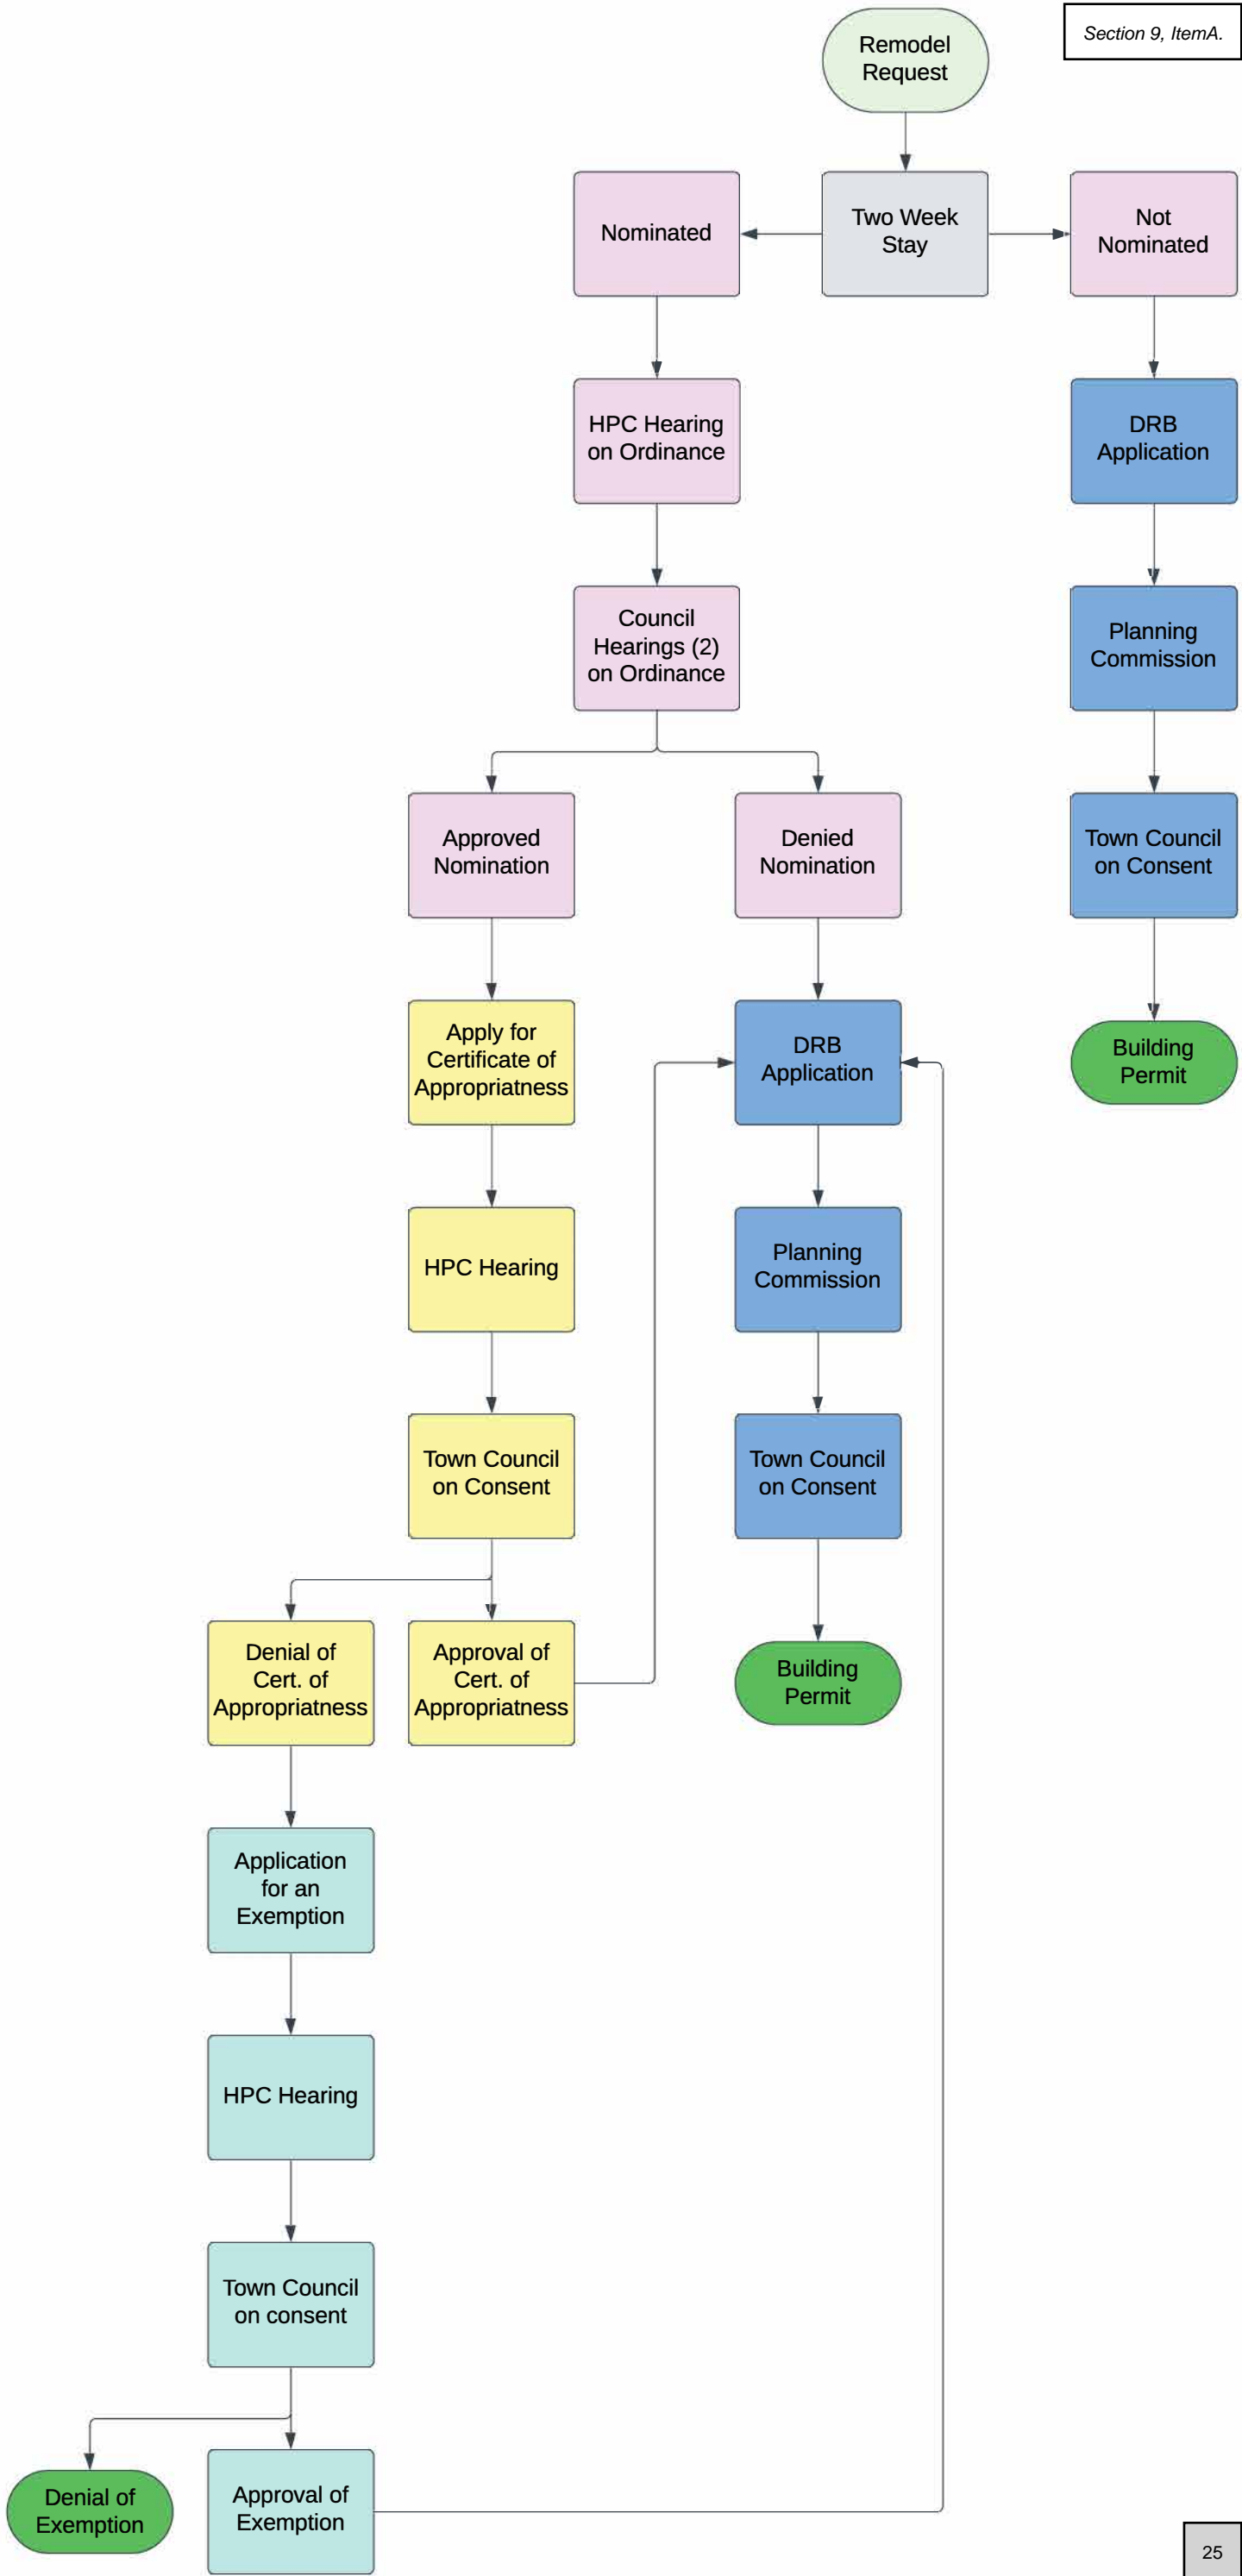 Section 9, ItemA.
Remodel
Request
Nominated
Two Week
Stay
Not
Nominated
HPC Hearing
on Ordinance
DRB
Application
Council
Hearings (2)
on Ordinance
Planning
Commission
Approved
Nomination
Denied
Nomination
Town Council
on Consent
Apply for
Certificate of
Appropriatness
DRB
Application
Building
Permit
HPC Hearing
Planning
Commission
Town Council
on Consent
Town Council
on Consent
Denial of
Cert. of
Appropriatness
Approval of
Cert. of
Appropriatness
Building
Permit
Application
for an
Exemption
HPC Hearing
Town Council
on consent
Denial of
Exemption
Approval of
Exemption
25